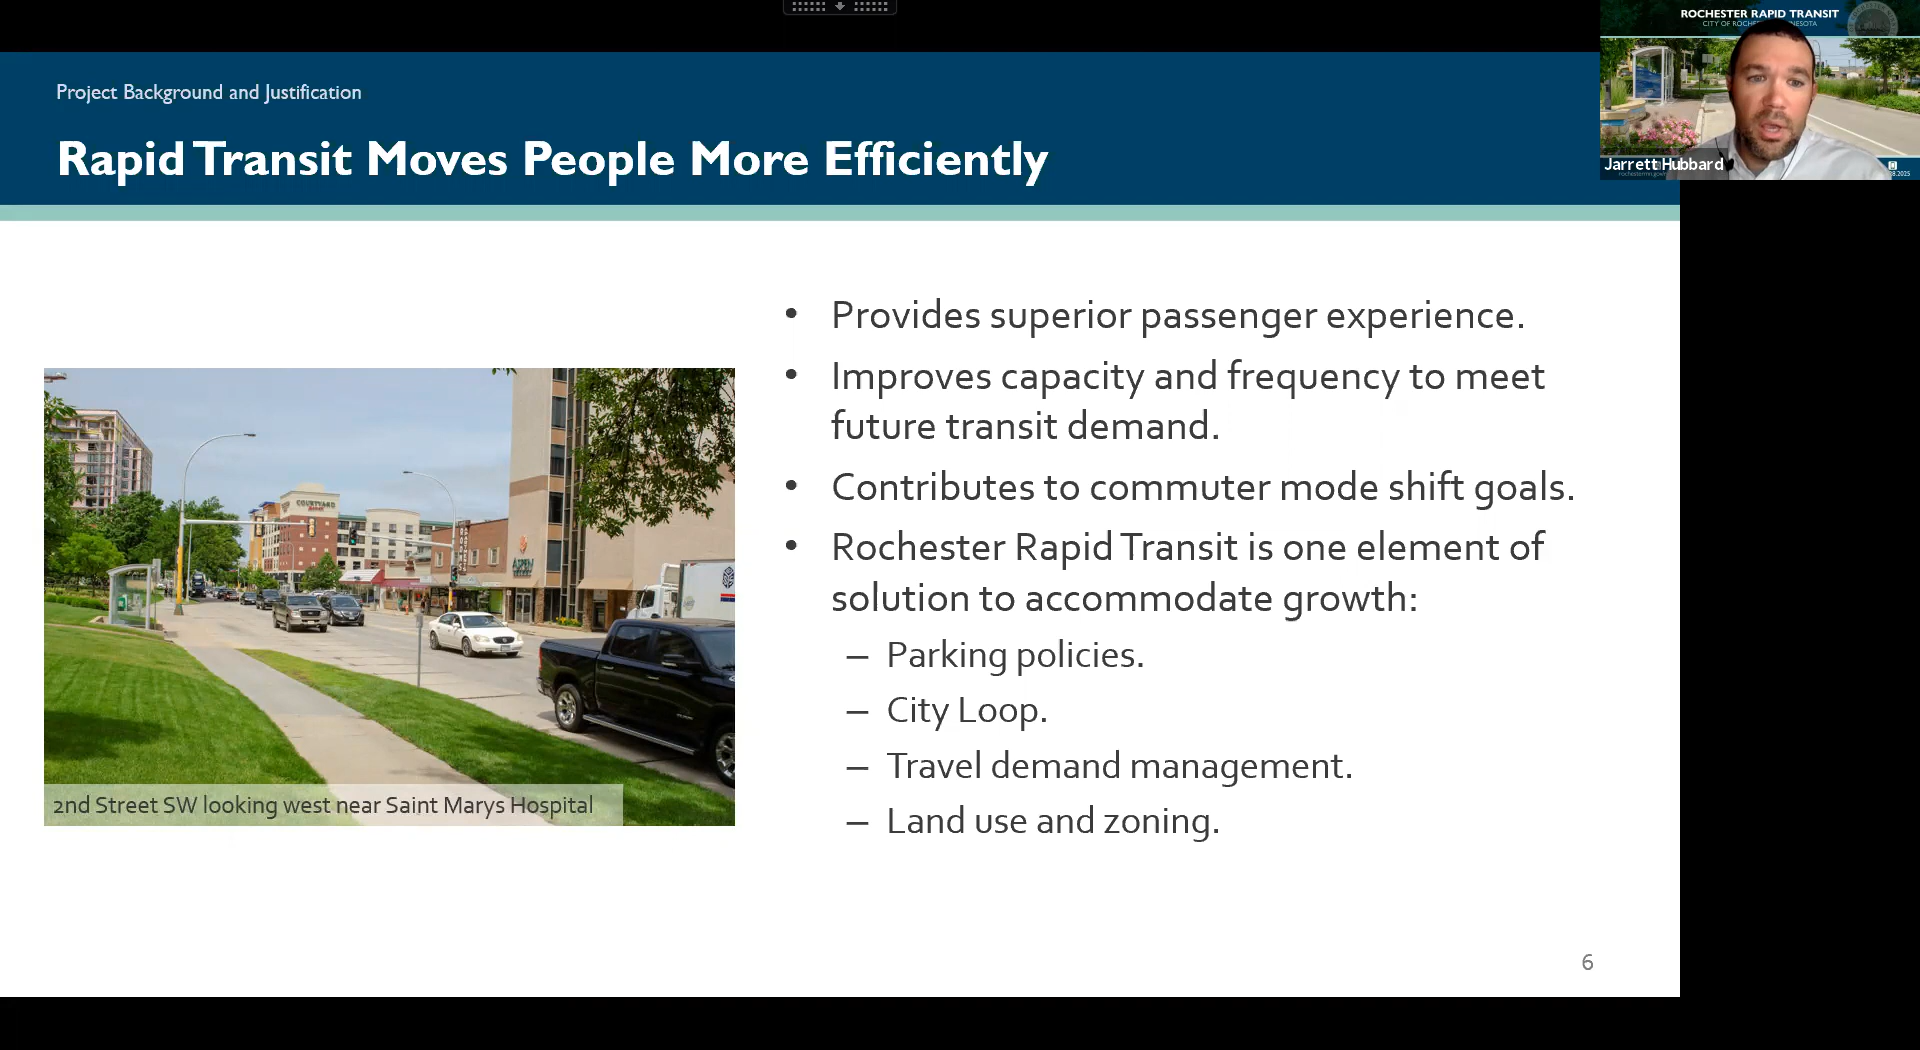 Project Background and Justification
Rapid Transit Moves People More Efficiently
• Provides superior passenger experience.
• Improves capacity and frequency to meet
future transit demand.
• Contributes to commuter mode shift goals.
• Rochester Rapid Transit is one element of
solution to accommodate growth:
– Parking policies.
– City Loop.
– Travel demand management.
– Land use and zoning.
COURTYARD
2nd Street SW looking west near Saint Marys Hospital
6
ROCHESTER RAPID TRANSIT
CITY OF
Jarrett Hubbard